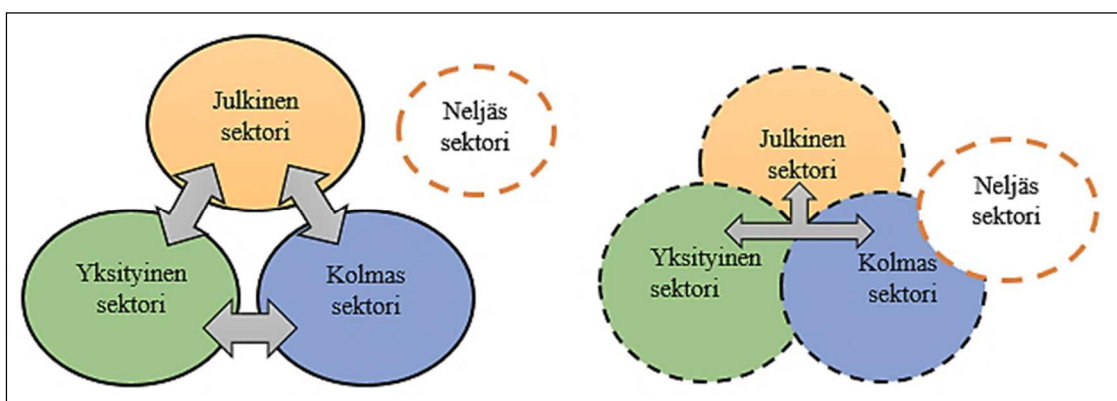 Julkinen
sektori
Neljäs
sektori
Yksityinen
sektori
Kolmas
sektori
Julkinen
sektori
Neljäs
sektori
Yksityinen
sektori
Kolmas
sektori